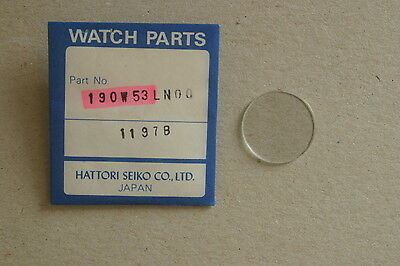 WATCH PARTS
Part No.
190W53LN00
1197B
HATTORI SEIKO CO., LTD.
JAPAN